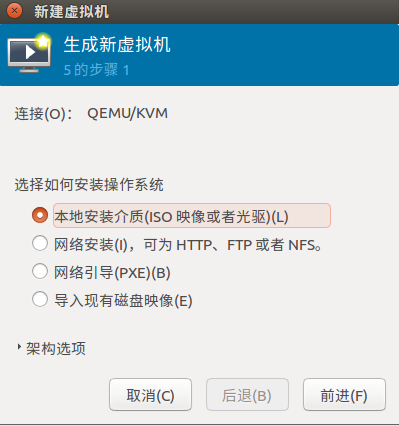 新建虚拟机
生成新虚拟机
5 的步骤 1
连接(O)： QEMU/KVM
选择如何安装操作系统
本地安装介质(ISO 映像或者光驱)(L)
网络安装(I)，可为 HTTP、FTP 或者 NFS。
网络引导(PXE)(B)
导入现有磁盘映像(E)
架构选项
取消(C) 后退(B) 前进(F)